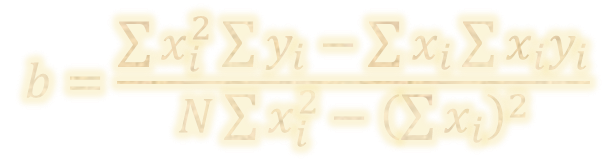 b = \frac{\sum x_i^2 \sum y_i - \sum x_i \sum x_i y_i}{N \sum x_i^2 - (\sum x_i)^2}